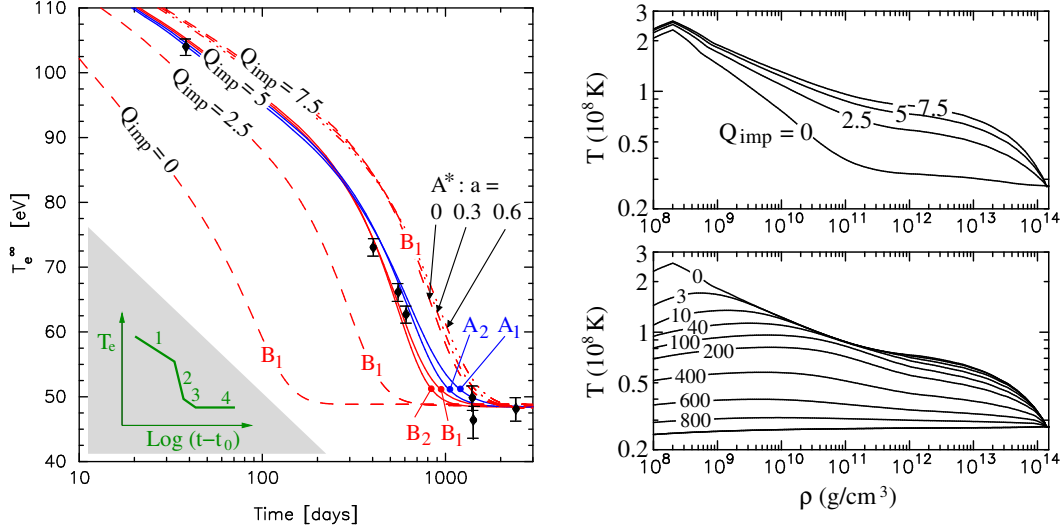 10 100 1000
110
100
90
80
70
60
50
40
T_e^∞ [eV]
Q_imp = 7.5
Q_imp = 5
Q_imp = 2.5
Q_imp = 0
A* : a =
0 0.3 0.6
B_1
A_2 A_1
B_1
B_1
B_2 B_1
T_e
1
2
3
4
Log (t−t_0)
10 100 1000
Time [days]
3
2
1
0.5
0.2
T (10^8 K)
7.5
5
2.5
Q_imp = 0
10^8 10^9 10^10 10^11 10^12 10^13 10^14
3
2
1
0.5
0.2
T (10^8 K)
0
3
10
40
100
200
400
600
800
10^8 10^9 10^10 10^11 10^12 10^13 10^14
ρ (g/cm^3)